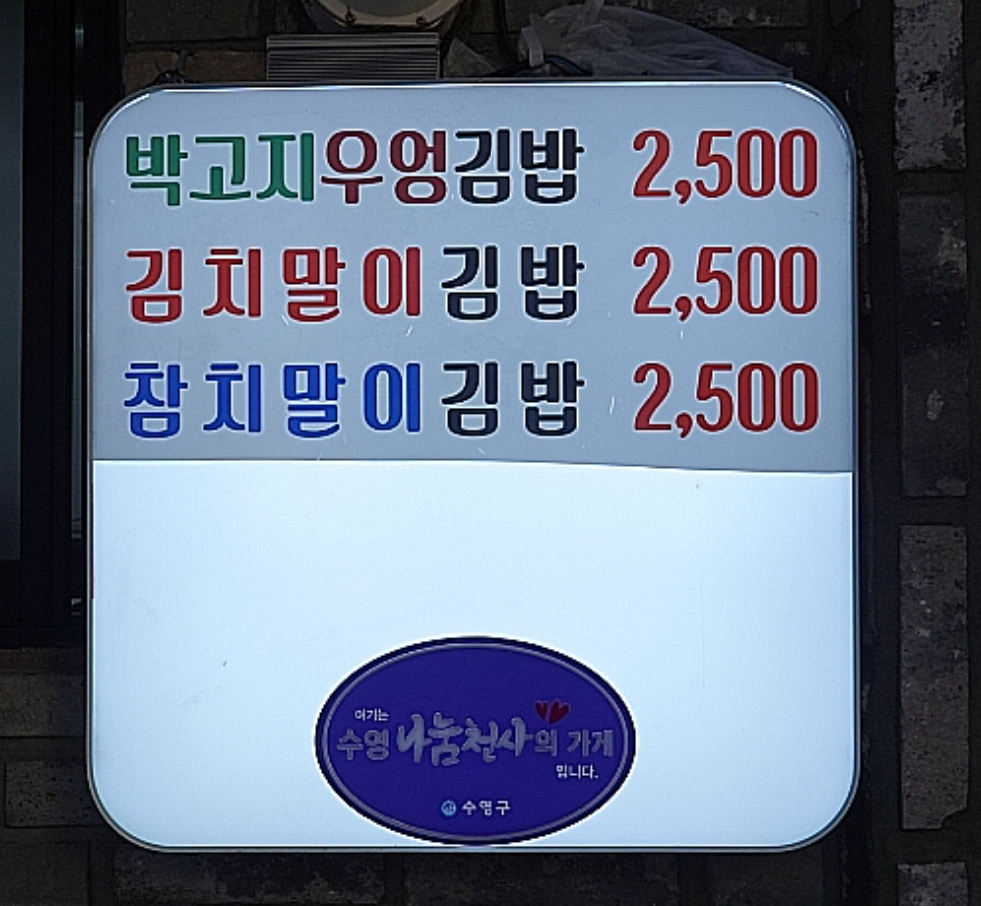 박고지우엉김밥 2,500
김치말이김밥 2,500
참치말이김밥 2,500
여기는
수영 나눔천사의 가게
입니다.
수영구